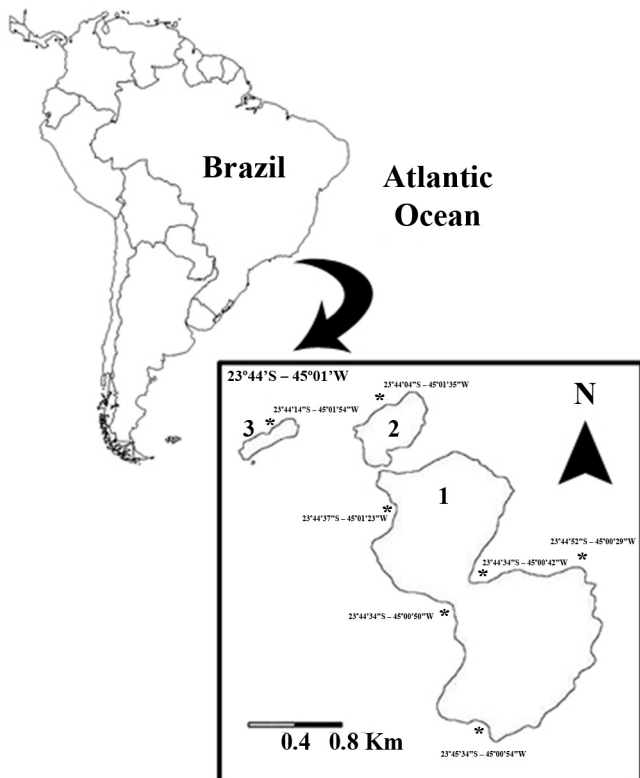 Brazil
Atlantic
Ocean
23°44'S – 45°01'W
23°44'04"S – 45°01'35"W
N
23°44'14"S – 45°01'54"W
*
*
3
2
1
23°44'37"S – 45°01'23"W
*
23°44'52"S – 45°00'29"W
*
23°44'34"S – 45°00'42"W
*
23°44'34"S – 45°00'50"W
*
*
0.4 0.8 Km
23°45'34"S – 45°00'54"W